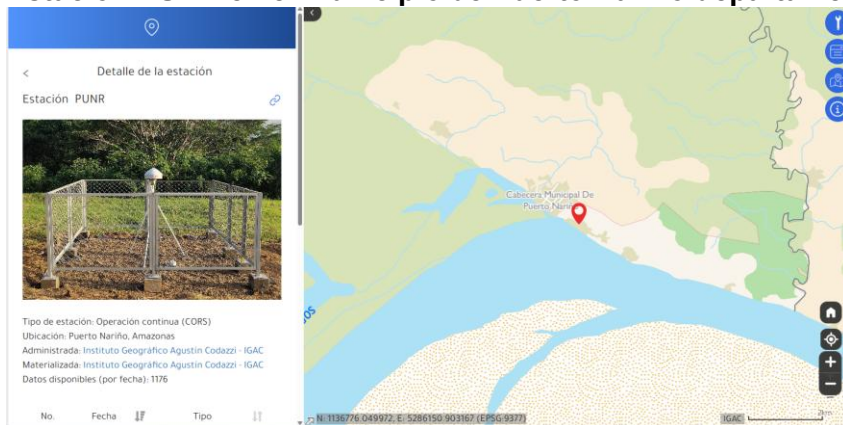 Detalle de la estación
Estación PUNR
Tipo de estación: Operación continua (CORS)
Ubicación: Puerto Nariño, Amazonas
Administrada: Instituto Geográfico Agustín Codazzi - IGAC
Materializada: Instituto Geográfico Agustín Codazzi - IGAC
Datos disponibles (por fecha): 1176
No. Fecha Tipo
Cabecera Municipal De
Puerto Nariño
N: 1136776.049972, E: 5286150.903167 (EPSG:9377)
IGAC
2km